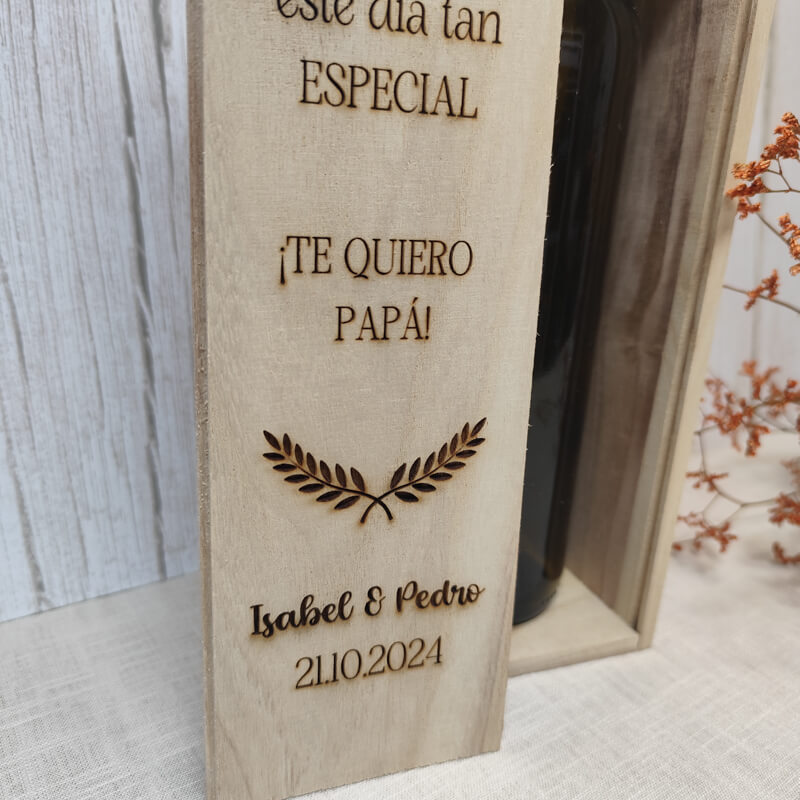 este día tan
ESPECIAL
¡TE QUIERO
PAPÁ!
Isabel & Pedro
21.10.2024